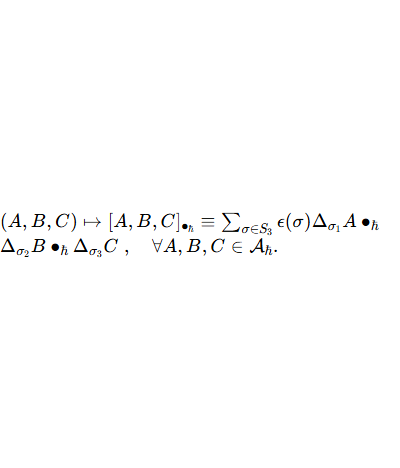 (A, B, C) ↦ [A, B, C]_{•_ℏ} ≡ ∑_{σ∈S_3} ϵ(σ)Δ_{σ_1} A •_ℏ
Δ_{σ_2} B •_ℏ Δ_{σ_3} C , ∀A, B, C ∈ 𝒜_ℏ.